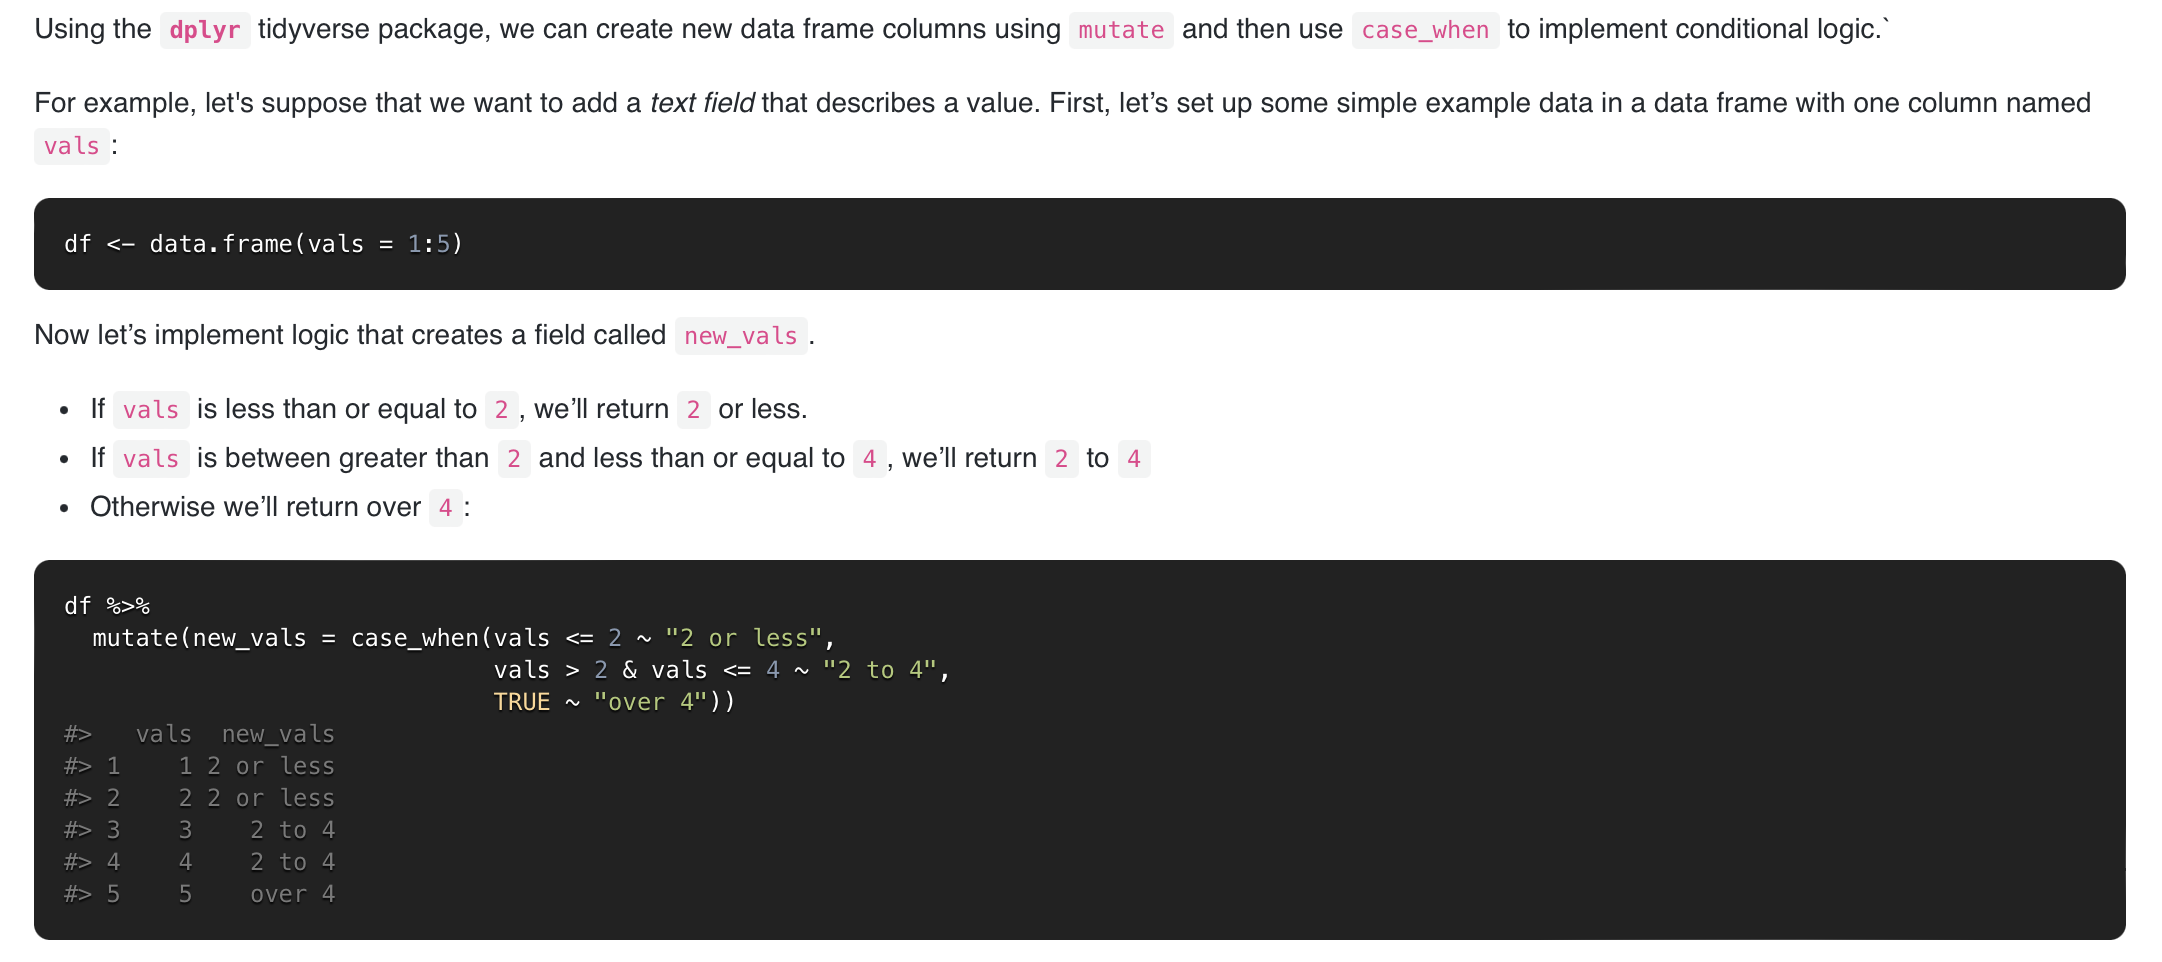 Using the dplyr tidyverse package, we can create new data frame columns using mutate and then use case_when to implement conditional logic.`
For example, let's suppose that we want to add a text field that describes a value. First, let’s set up some simple example data in a data frame with one column named
vals :
df <- data.frame(vals = 1:5)
Now let’s implement logic that creates a field called new_vals .
• If vals is less than or equal to 2 , we’ll return 2 or less.
• If vals is between greater than 2 and less than or equal to 4 , we’ll return 2 to 4
• Otherwise we’ll return over 4 :
df %>%
  mutate(new_vals = case_when(vals <= 2 ~ "2 or less",
                              vals > 2 & vals <= 4 ~ "2 to 4",
                              TRUE ~ "over 4"))
#>   vals  new_vals
#> 1    1 2 or less
#> 2    2 2 or less
#> 3    3    2 to 4
#> 4    4    2 to 4
#> 5    5    over 4